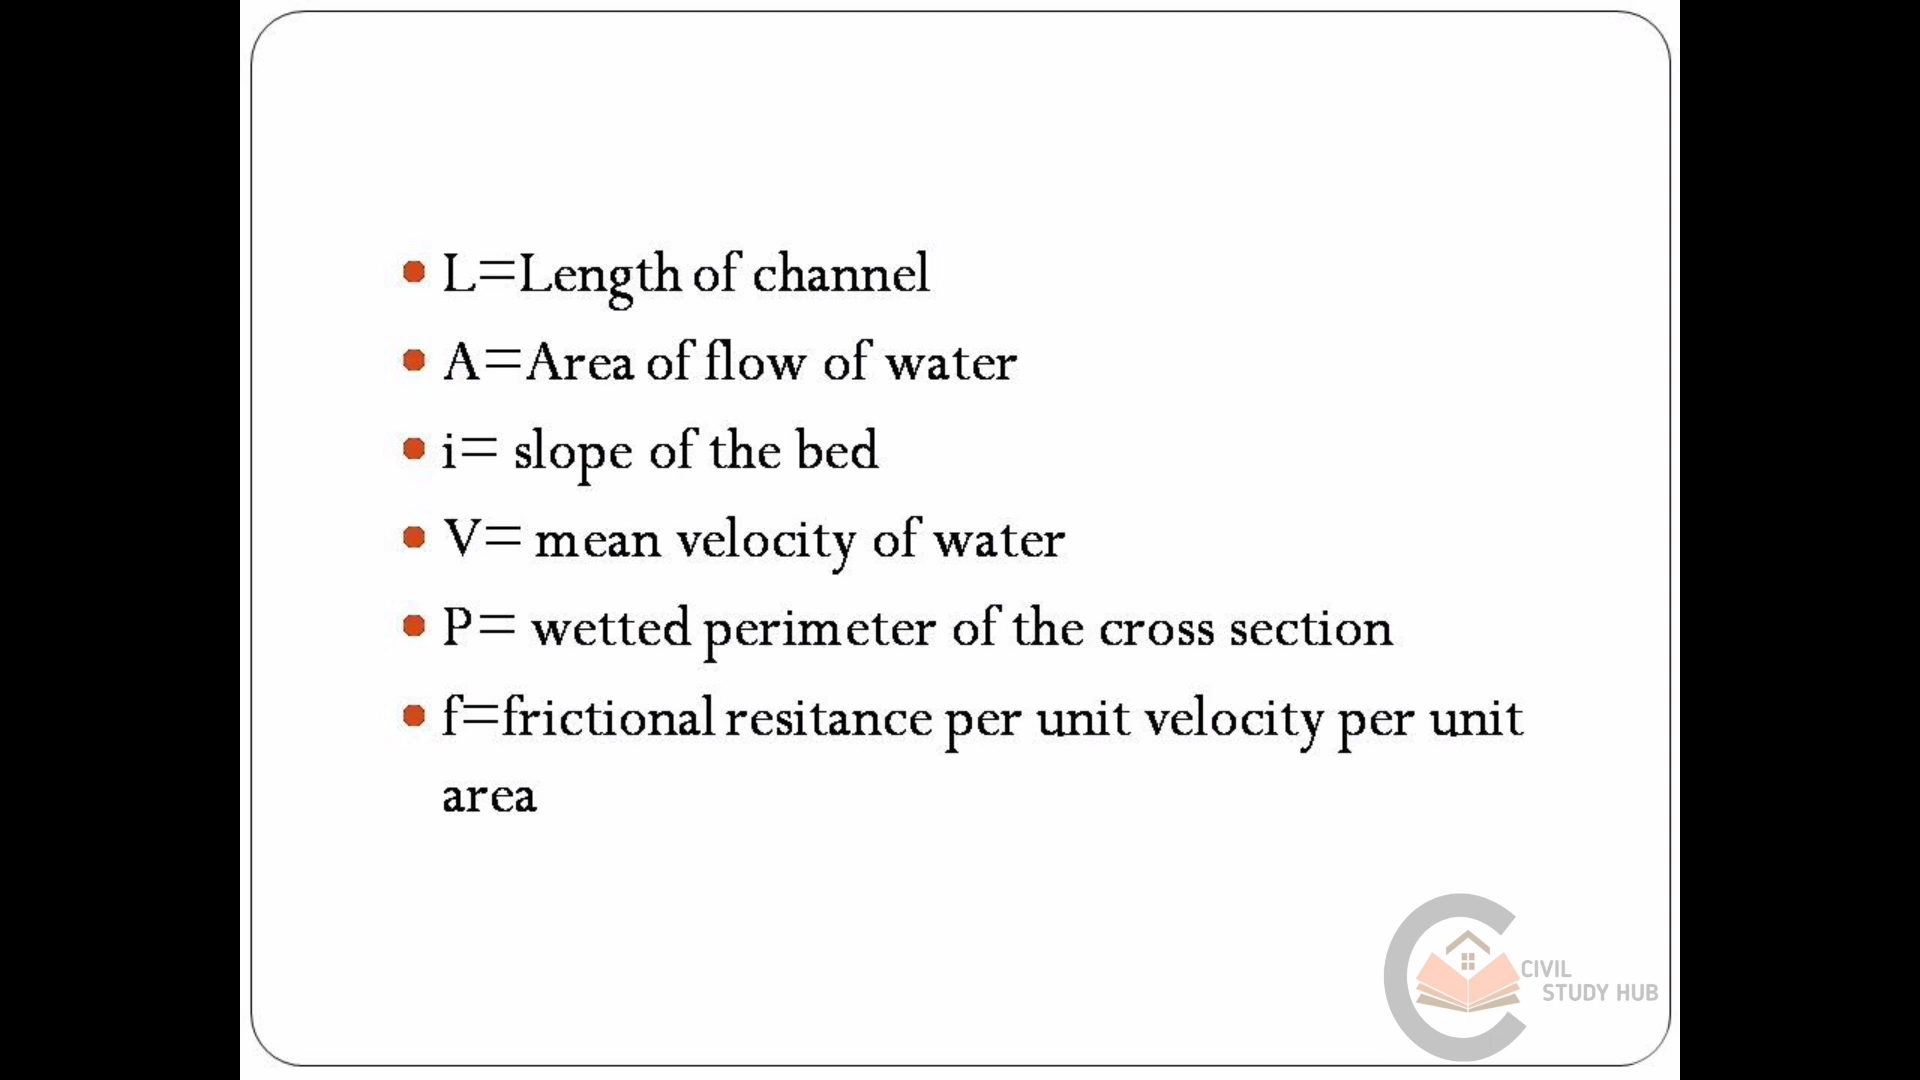 L=Length of channel
A=Area of flow of water
i= slope of the bed
V= mean velocity of water
P= wetted perimeter of the cross section
f=frictional resitance per unit velocity per unit
area
CIVIL
STUDY HUB